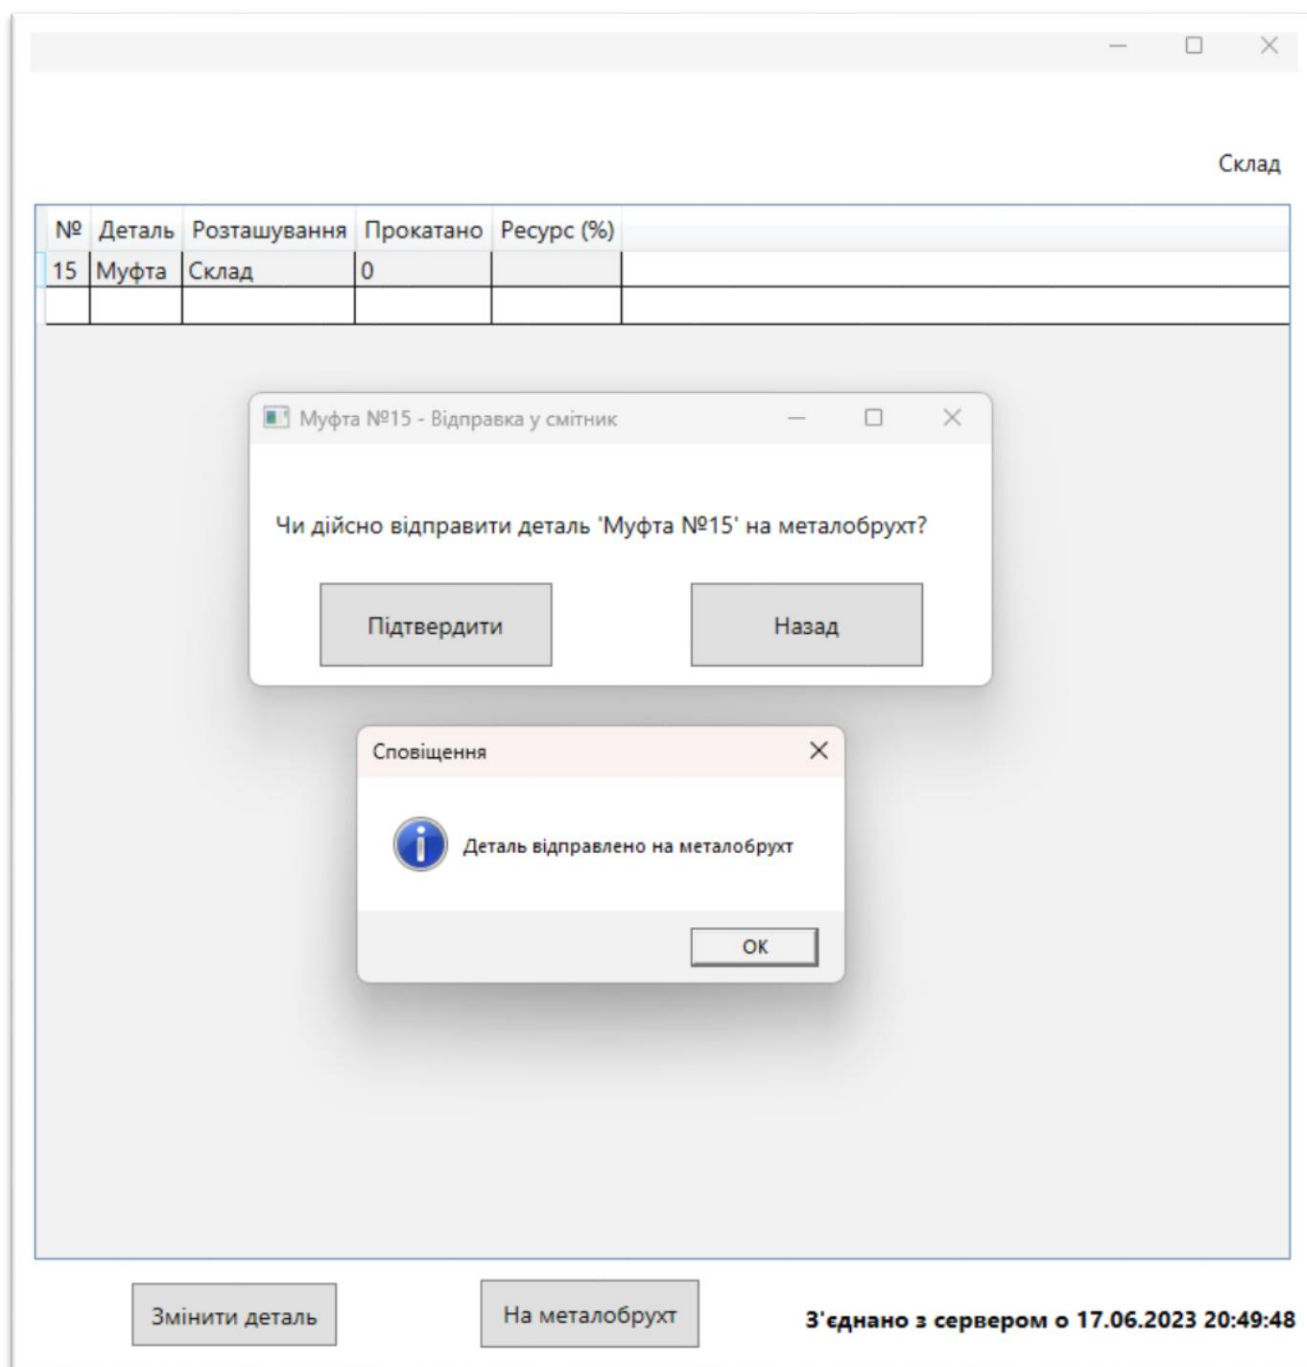 Склад
№ Деталь Розташування Прокатано Ресурс (%)
15 Муфта Склад 0
Муфта №15 - Відправка у смітник
Чи дійсно відправити деталь 'Муфта №15' на металобрухт?
Підтвердити Назад
Сповіщення
Деталь відправлено на металобрухт
ОК
Змінити деталь На металобрухт З'єднано з сервером о 17.06.2023 20:49:48